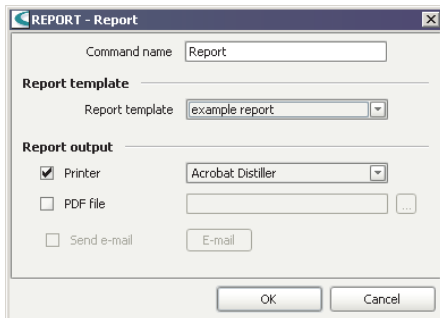 REPORT - Report
Command name Report
Report template
Report template example report
Report output
Printer Acrobat Distiller
PDF file ...
Send e-mail E-mail
OK Cancel